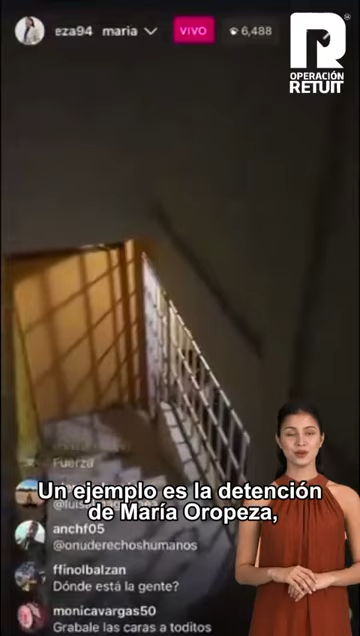 eza94 maria
VIVO
6,488
R
OPERACIÓN
RETUIT
Fuerza
Un ejemplo es la detención
de María Oropeza,
anchf05
@onuderechoshumanos
ffinolbalzan
Dónde está la gente?
monicavargas50
Grabale las caras a toditos